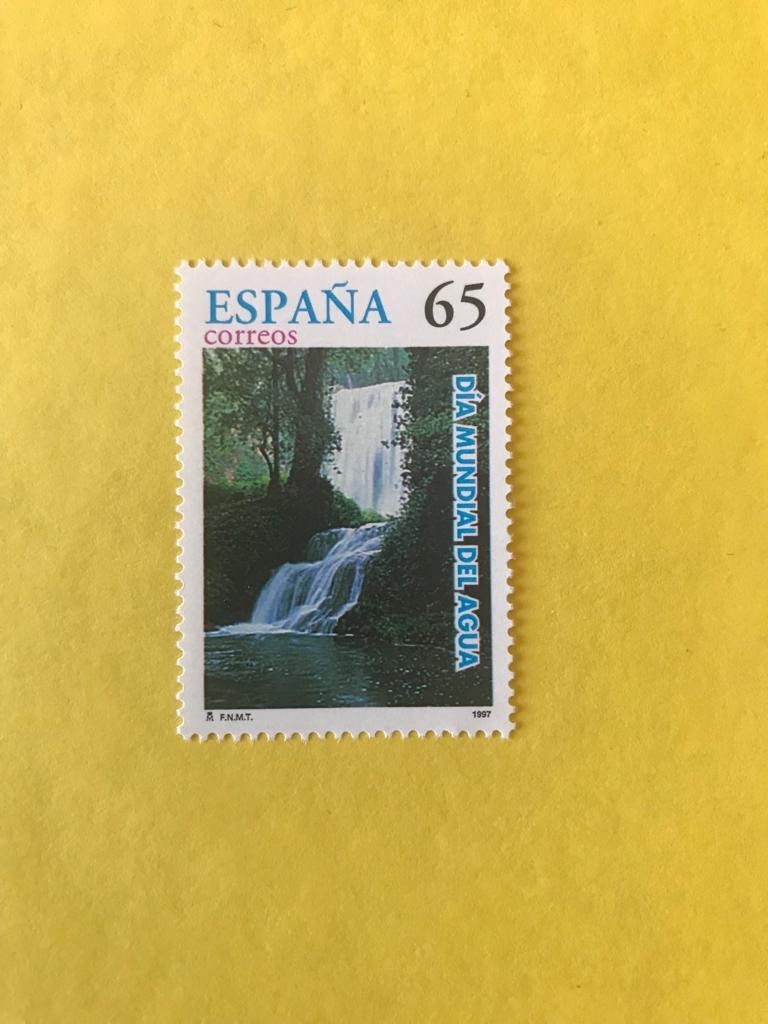 ESPAÑA 65
correos
DÍA MUNDIAL DEL AGUA
F.N.M.T. 1997